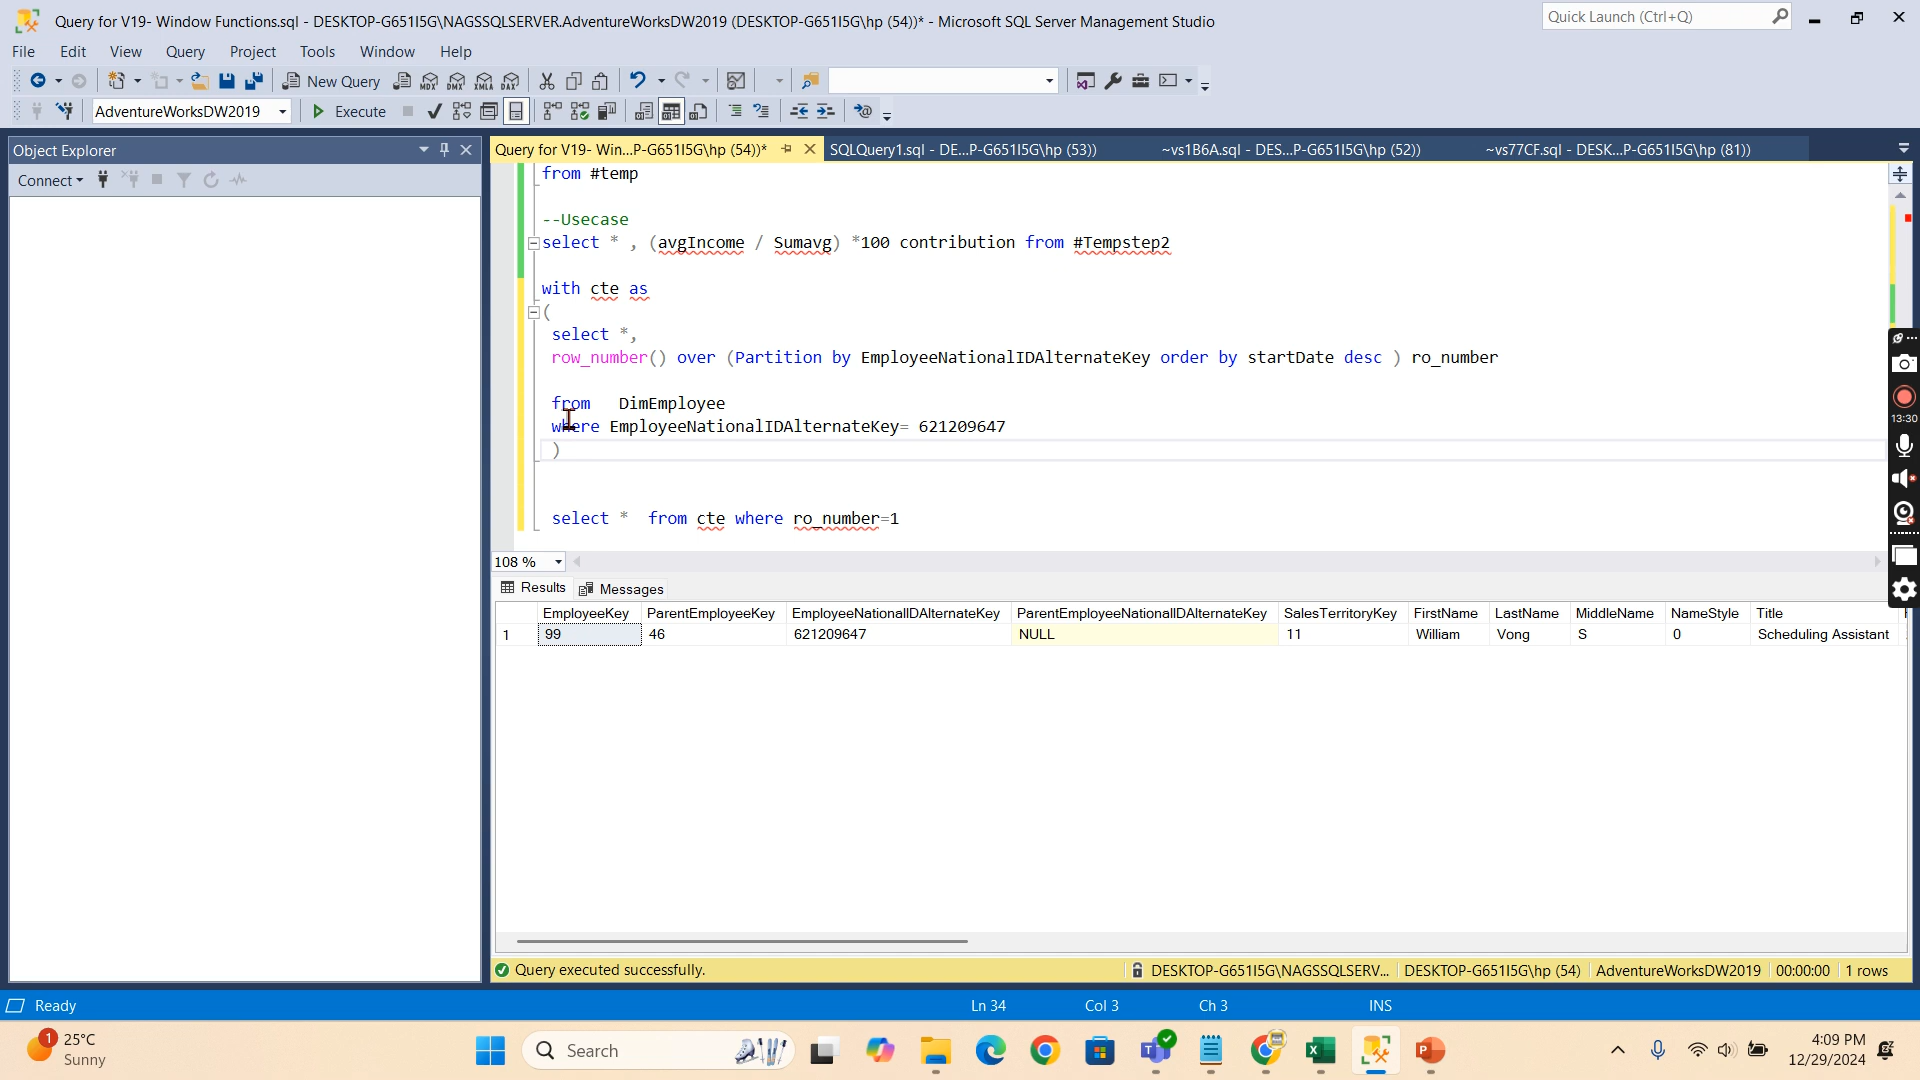 Query for V19- Window Functions.sql - DESKTOP-G651I5G\NAGSSQLSERVER.AdventureWorksDW2019 (DESKTOP-G651I5G\hp (54))* - Microsoft SQL Server Management Studio
Quick Launch (Ctrl+Q)
File Edit View Query Project Tools Window Help
New Query
MDX DMX XMLA DAX
AdventureWorksDW2019
Execute
Object Explorer
Query for V19- Win...P-G651I5G\hp (54))*
SQLQuery1.sql - DE...P-G651I5G\hp (53))
~vs1B6A.sql - DES...P-G651I5G\hp (52))
~vs77CF.sql - DESK...P-G651I5G\hp (81))
Connect
from #temp
--Usecase
select * , (avgIncome / Sumavg) *100 contribution from #Tempstep2
with cte as
(
select *,
row_number() over (Partition by EmployeeNationalIDAlternateKey order by startDate desc ) ro_number
from DimEmployee
where EmployeeNationalIDAlternateKey= 621209647
)
select * from cte where ro_number=1
13:30
108 %
Results Messages
EmployeeKey ParentEmployeeKey EmployeeNationalIDAlternateKey ParentEmployeeNationalIDAlternateKey SalesTerritoryKey FirstName LastName MiddleName NameStyle Title
1 99 46 621209647 NULL 11 William Vong S 0 Scheduling Assistant
Query executed successfully.
DESKTOP-G651I5G\NAGSSQLSERV... DESKTOP-G651I5G\hp (54) AdventureWorksDW2019 00:00:00 1 rows
Ready
Ln 34 Col 3 Ch 3 INS
1
25°C
Sunny
Search
4:09 PM
12/29/2024